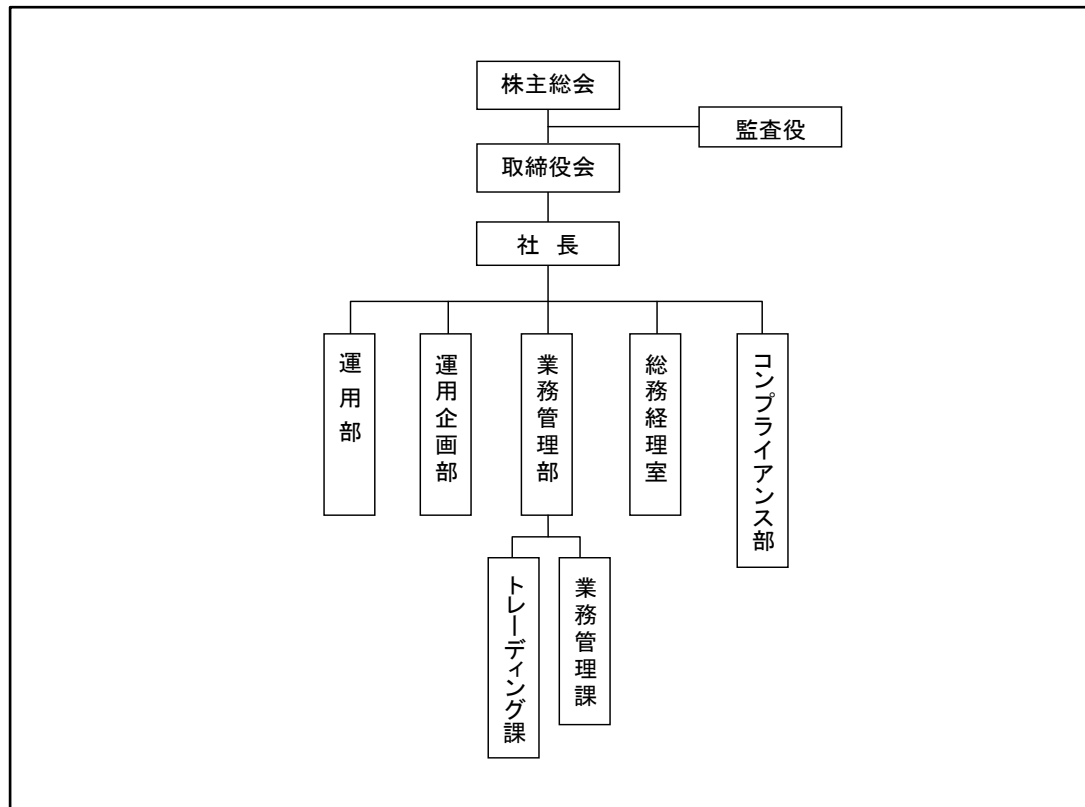 株主総会
監査役
取締役会
社 長
運用部
運用企画部
業務管理部
総務経理室
コンプライアンス部
トレーディング課
業務管理課